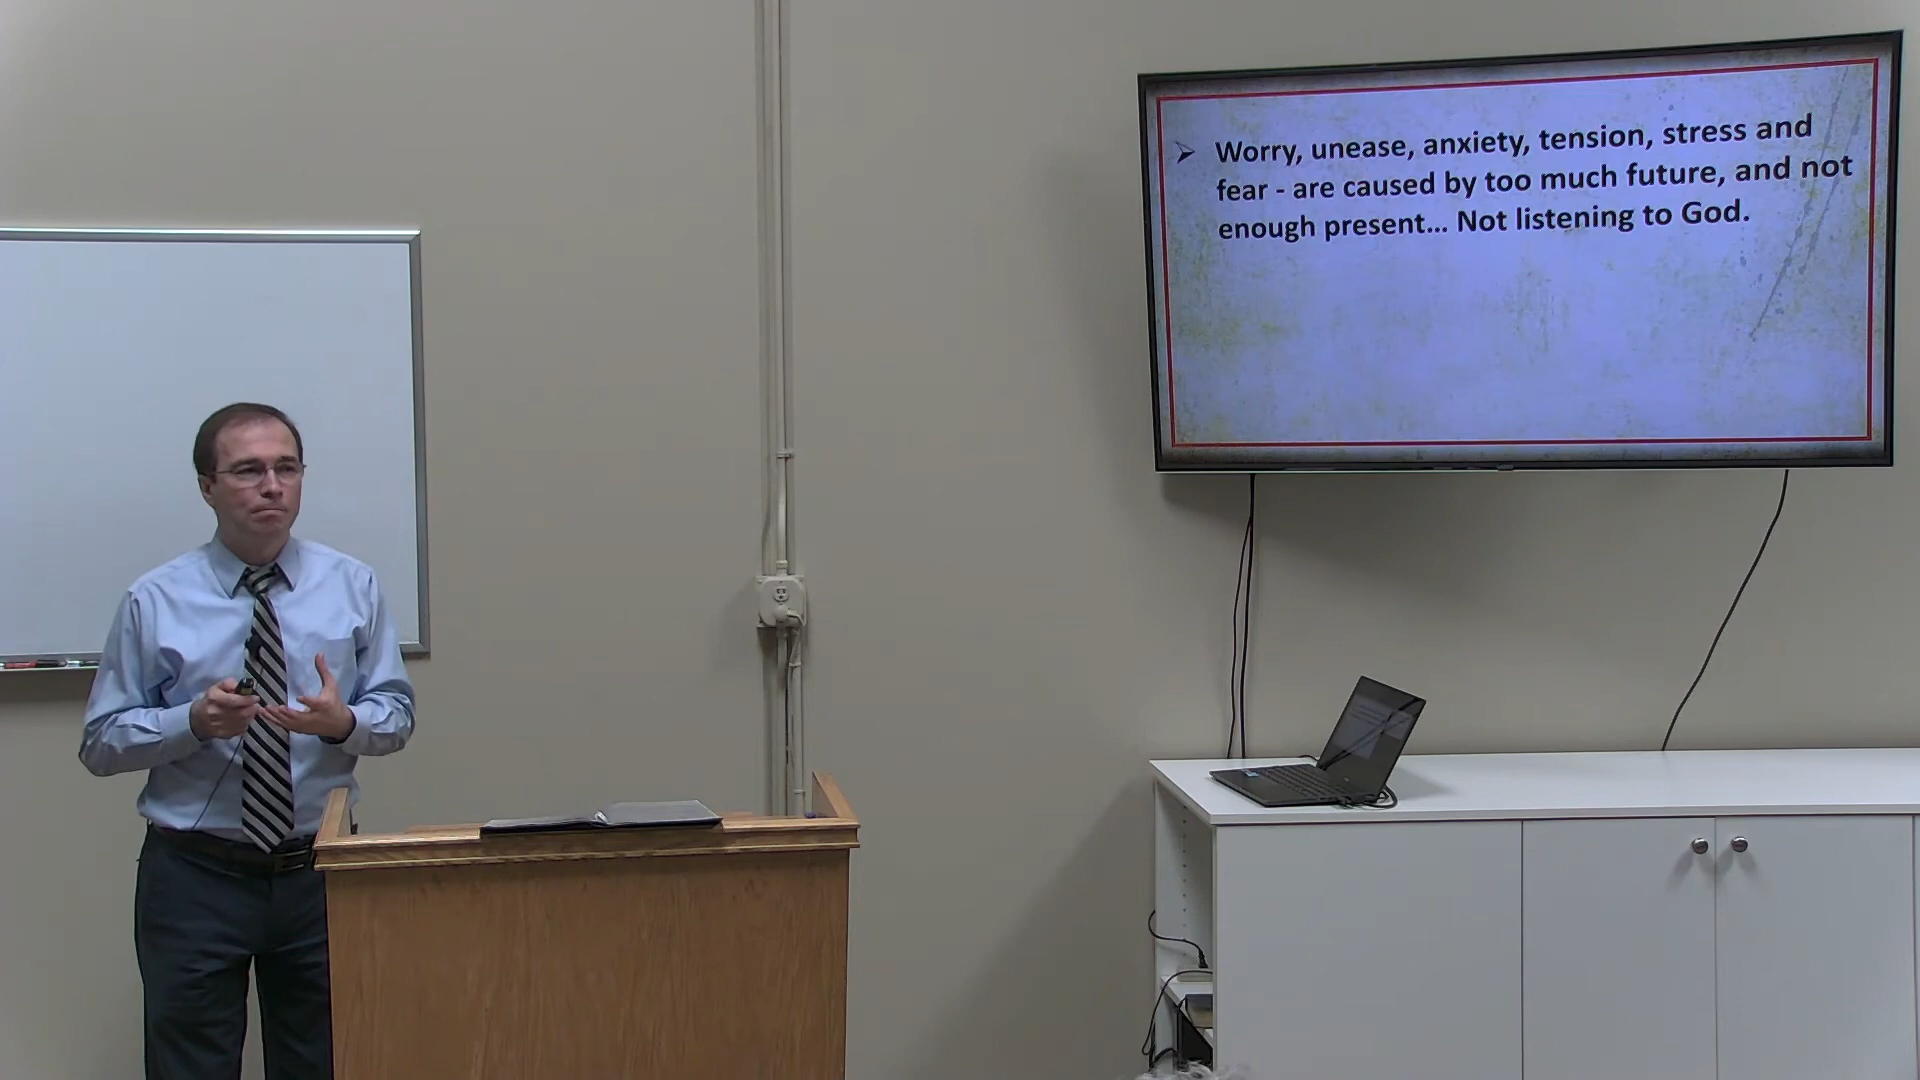 Worry, unease, anxiety, tension, stress and
fear - are caused by too much future, and not
enough present... Not listening to God.